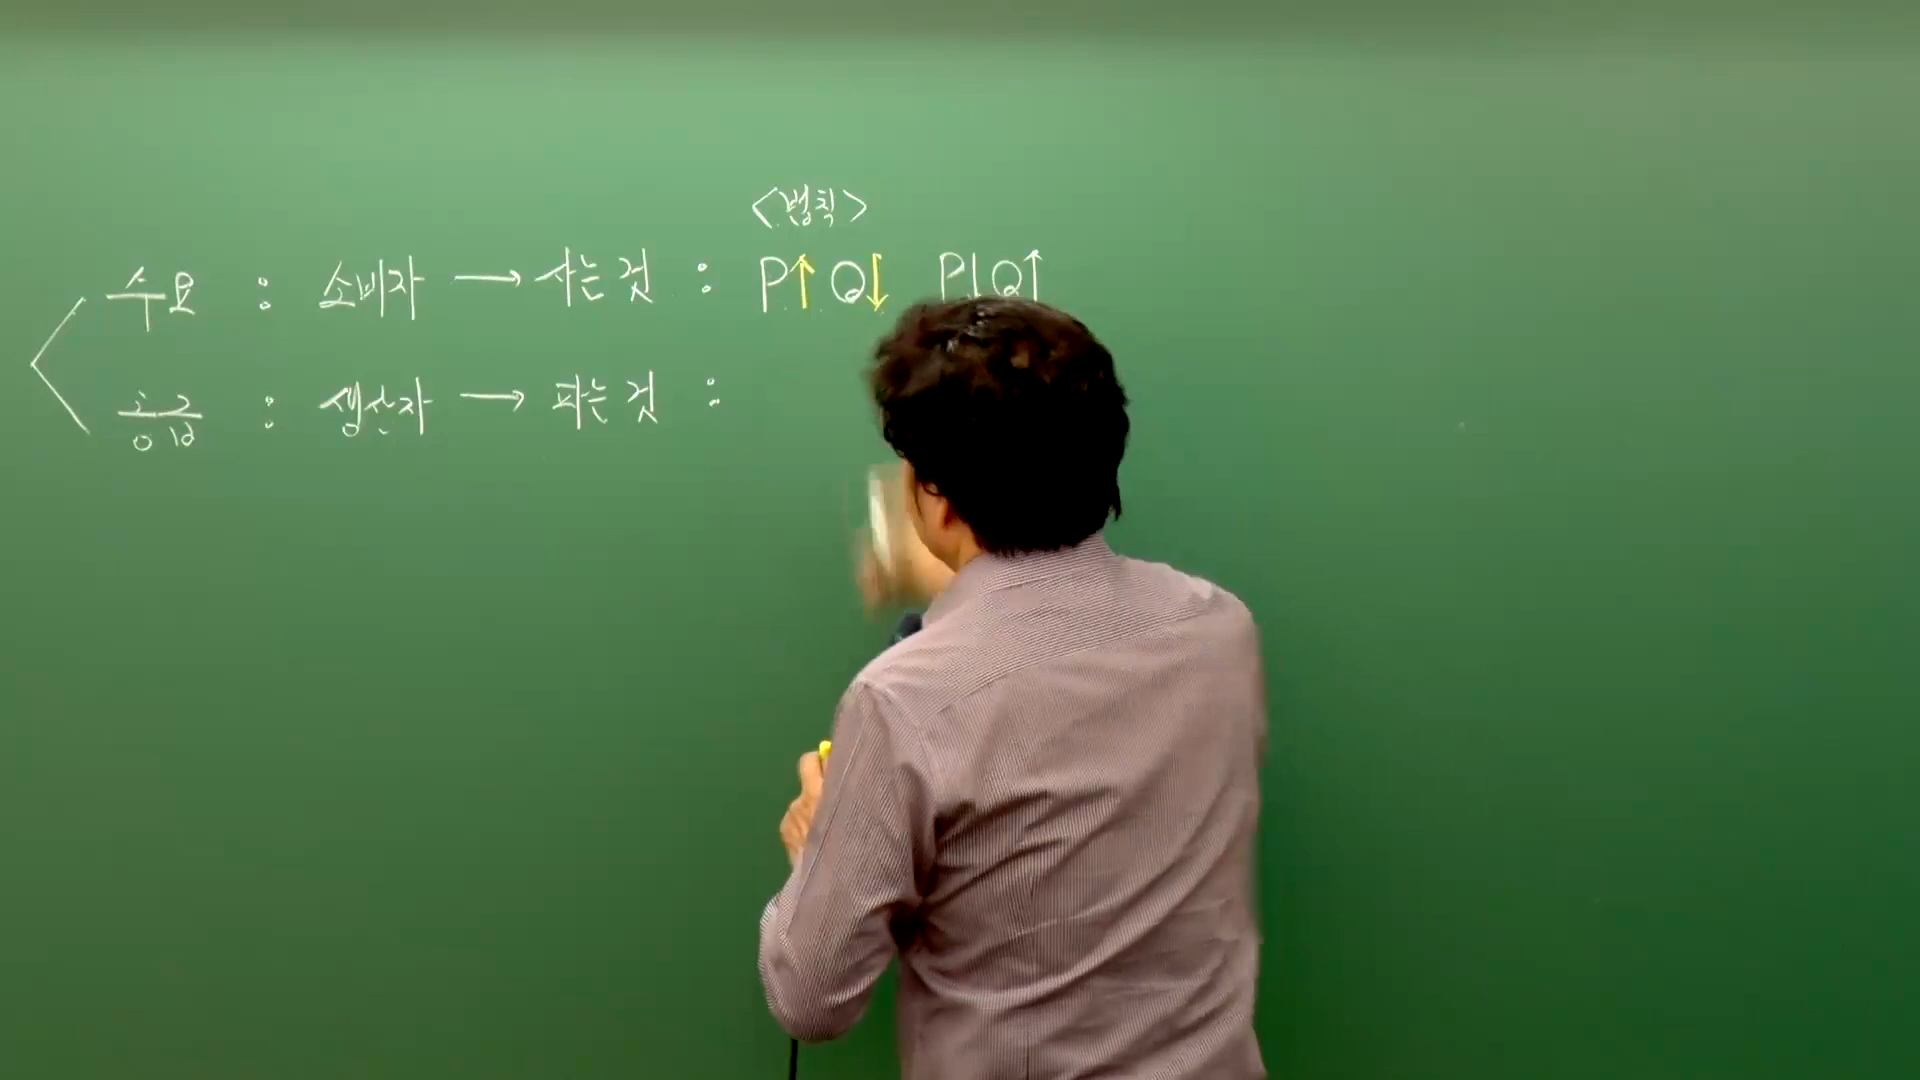 <법칙>
수요 : 소비자 → 사는 것 : P↑ Q↓ P↓ Q↑
공급 : 생산자 → 파는 것 :